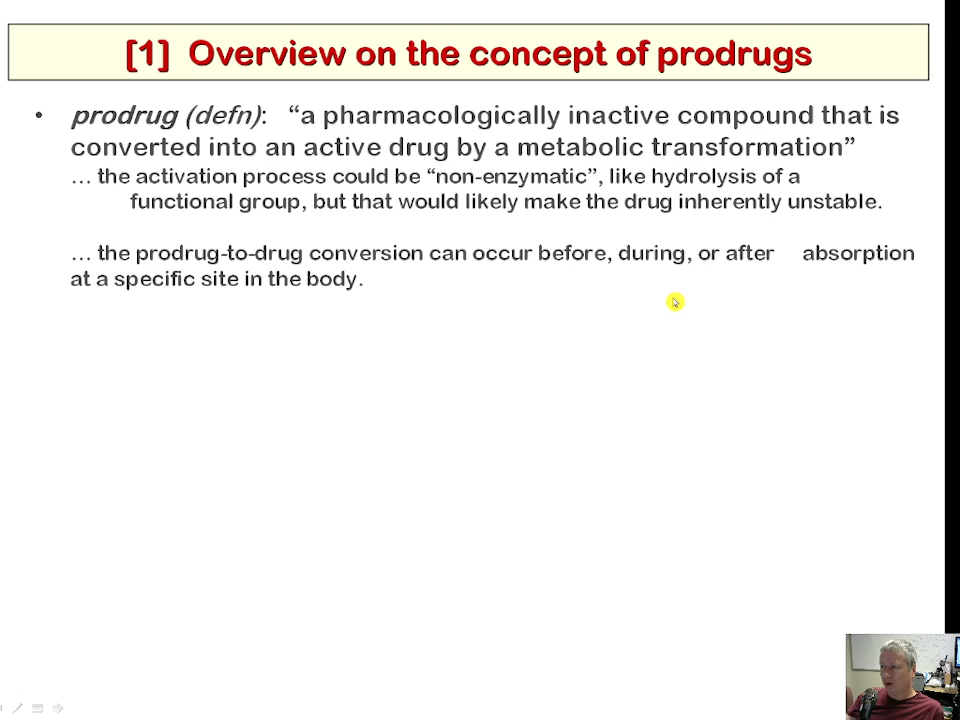 [1] Overview on the concept of prodrugs
• prodrug (defn): “a pharmacologically inactive compound that is
converted into an active drug by a metabolic transformation”
… the activation process could be “non-enzymatic”, like hydrolysis of a
functional group, but that would likely make the drug inherently unstable.
… the prodrug-to-drug conversion can occur before, during, or after absorption
at a specific site in the body.